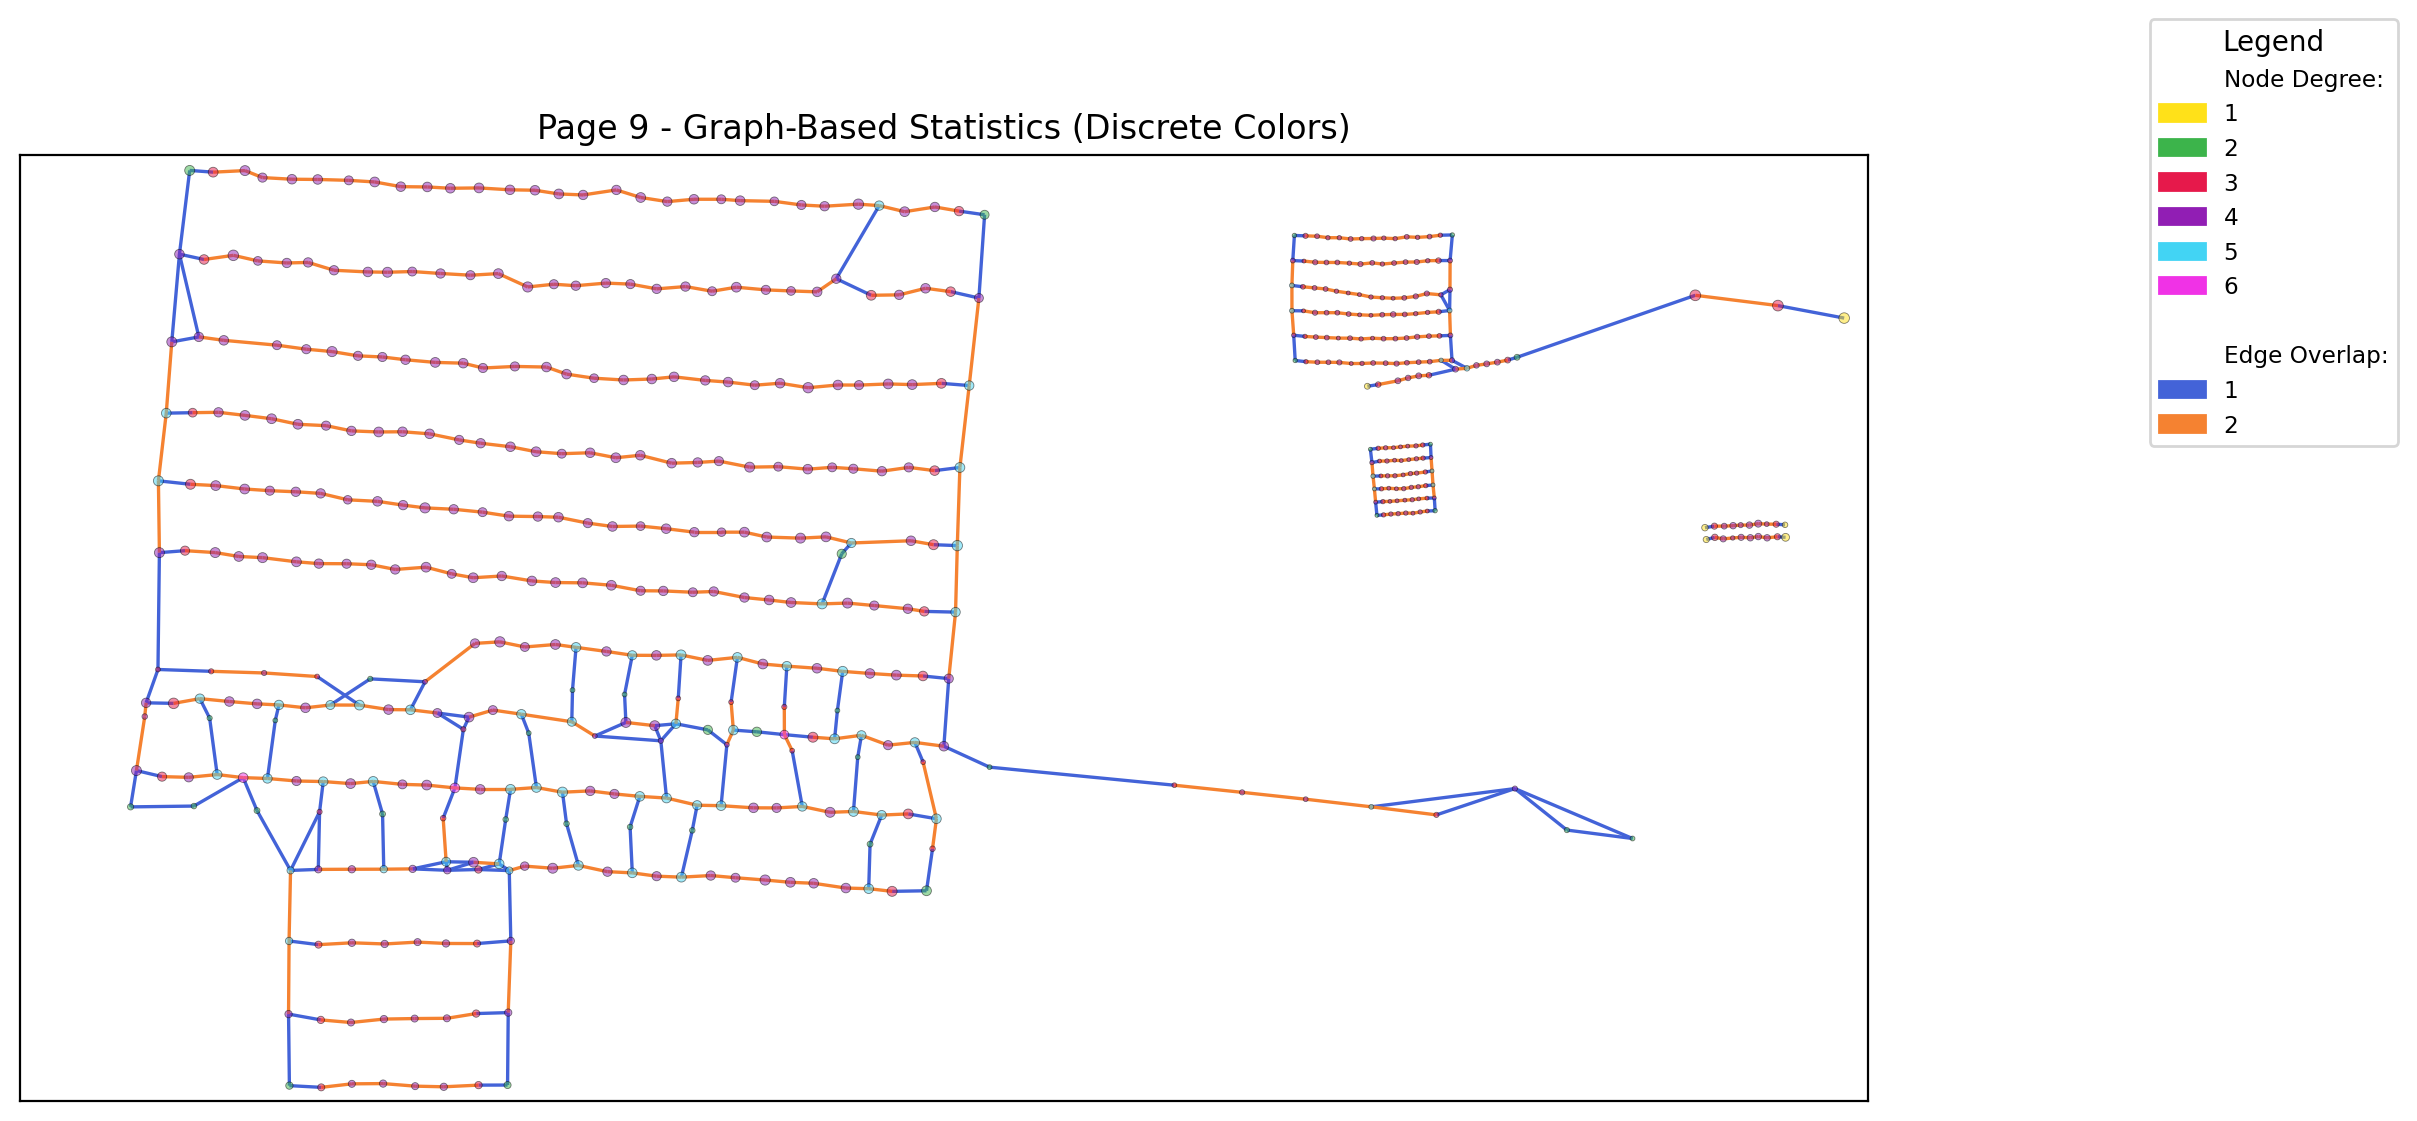 Page 9 - Graph-Based Statistics (Discrete Colors)
Legend
Node Degree:
1
2
3
4
5
6
Edge Overlap:
1
2